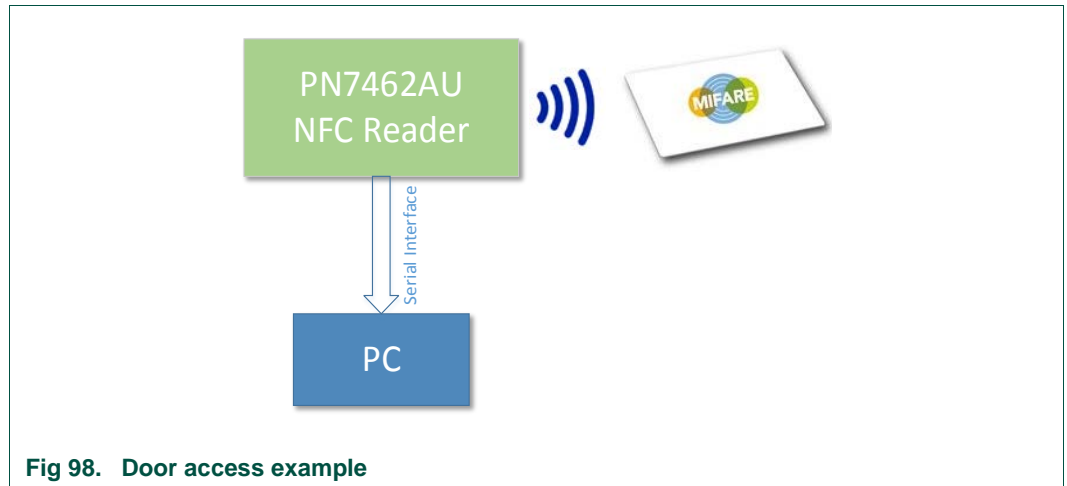 PN7462AU
NFC Reader
MIFARE
Serial Interface
PC
Fig 98. Door access example